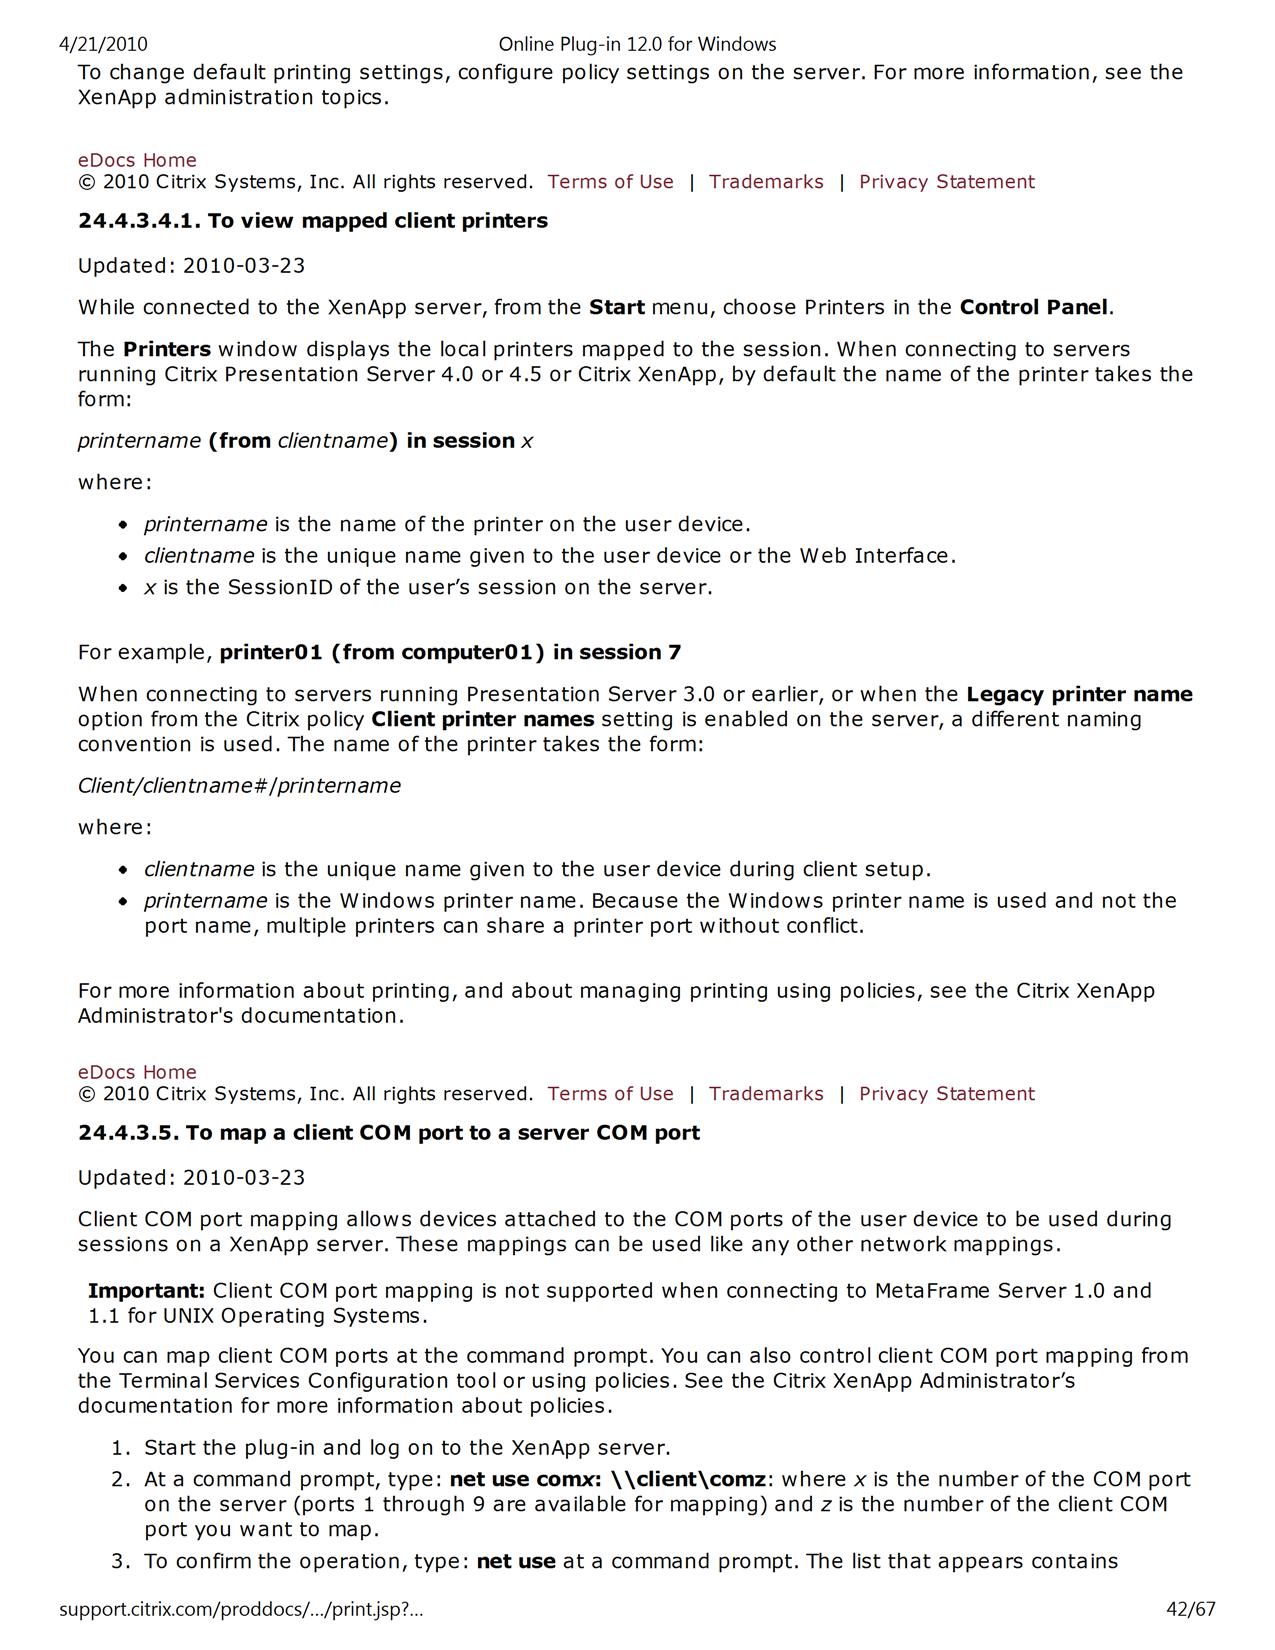 4/21/2010 Online Plug-in 12.0 for Windows
To change default printing settings, configure policy settings on the server. For more information, see the
XenApp administration topics.
eDocs Home
© 2010 Citrix Systems, Inc. All rights reserved. Terms of Use | Trademarks | Privacy Statement
24.4.3.4.1. To view mapped client printers
Updated: 2010-03-23
While connected to the XenApp server, from the Start menu, choose Printers in the Control Panel.
The Printers window displays the local printers mapped to the session. When connecting to servers
running Citrix Presentation Server 4.0 or 4.5 or Citrix XenApp, by default the name of the printer takes the
form:
printername (from clientname) in session x
where:
• printername is the name of the printer on the user device.
• clientname is the unique name given to the user device or the Web Interface.
• x is the SessionID of the user’s session on the server.
For example, printer01 (from computer01) in session 7
When connecting to servers running Presentation Server 3.0 or earlier, or when the Legacy printer name
option from the Citrix policy Client printer names setting is enabled on the server, a different naming
convention is used. The name of the printer takes the form:
Client/clientname#/printername
where:
• clientname is the unique name given to the user device during client setup.
• printername is the Windows printer name. Because the Windows printer name is used and not the
port name, multiple printers can share a printer port without conflict.
For more information about printing, and about managing printing using policies, see the Citrix XenApp
Administrator's documentation.
eDocs Home
© 2010 Citrix Systems, Inc. All rights reserved. Terms of Use | Trademarks | Privacy Statement
24.4.3.5. To map a client COM port to a server COM port
Updated: 2010-03-23
Client COM port mapping allows devices attached to the COM ports of the user device to be used during
sessions on a XenApp server. These mappings can be used like any other network mappings.
Important: Client COM port mapping is not supported when connecting to MetaFrame Server 1.0 and
1.1 for UNIX Operating Systems.
You can map client COM ports at the command prompt. You can also control client COM port mapping from
the Terminal Services Configuration tool or using policies. See the Citrix XenApp Administrator’s
documentation for more information about policies.
1. Start the plug-in and log on to the XenApp server.
2. At a command prompt, type: net use comx: \\client\comz: where x is the number of the COM port
on the server (ports 1 through 9 are available for mapping) and z is the number of the client COM
port you want to map.
3. To confirm the operation, type: net use at a command prompt. The list that appears contains
support.citrix.com/proddocs/.../print.jsp?... 42/67